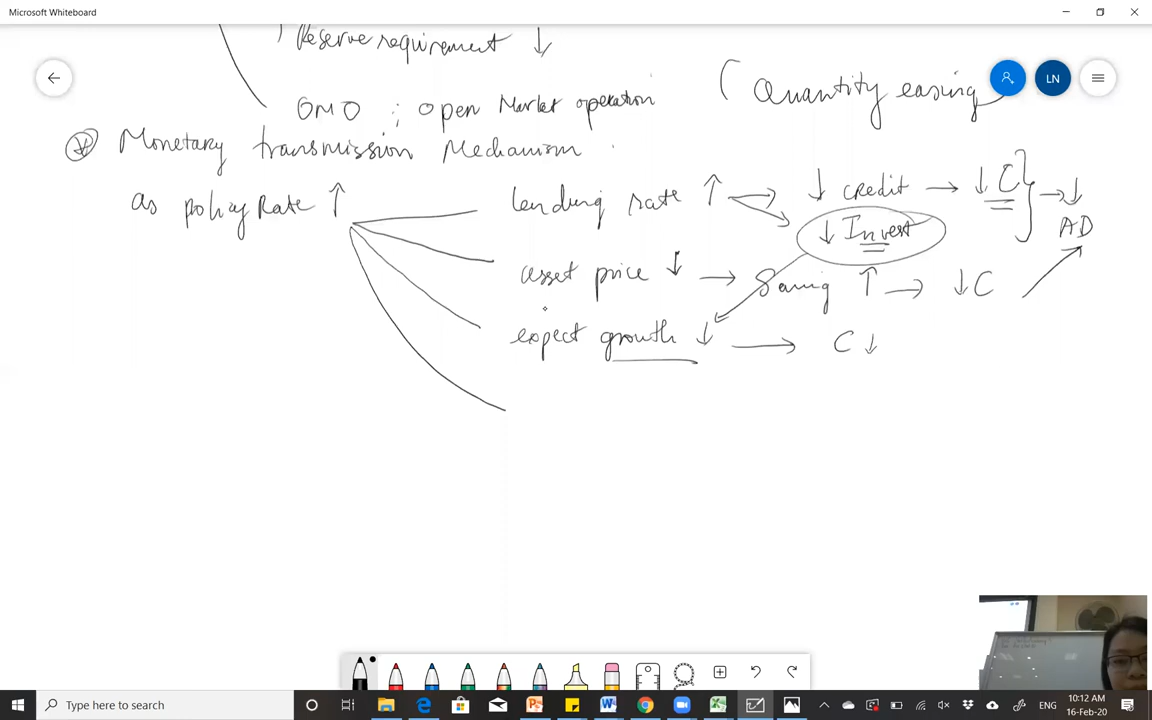 Microsoft Whiteboard
Reserve requirement ↓
OMO ; open Market operation
( Quantity easing
LN
Monetary transmission Mechanism
as policy Rate ↑
lending rate ↑ → ↓ credit → ↓ C } → ↓ AD
↓ Invest
asset price ↓ → Saving ↑ → ↓ C
expect growth ↓ → C ↓
Type here to search
ENG
10:12 AM
16-Feb-20